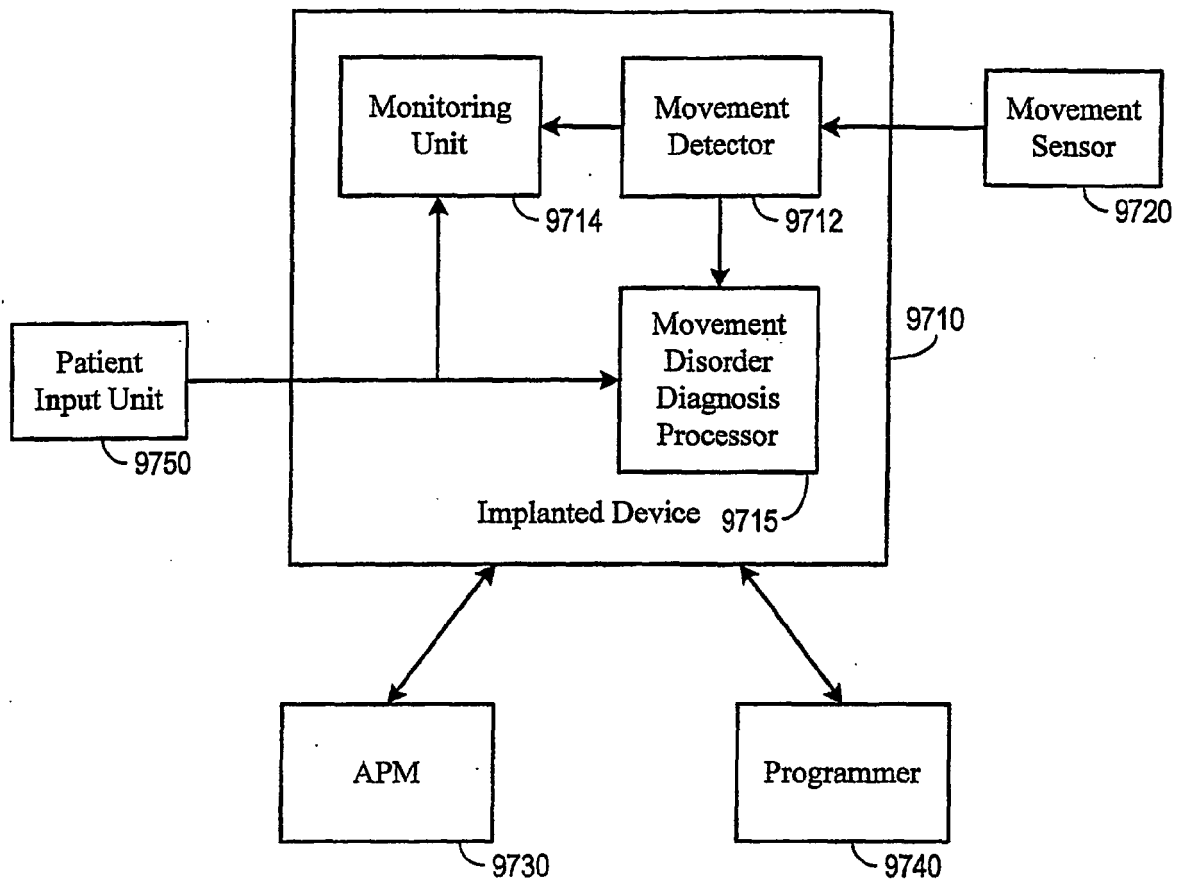 Monitoring
Unit
9714
Movement
Detector
9712
Movement
Sensor
9720
9710
Patient
Input Unit
9750
Movement
Disorder
Diagnosis
Processor
Implanted Device
9715
APM
9730
Programmer
9740